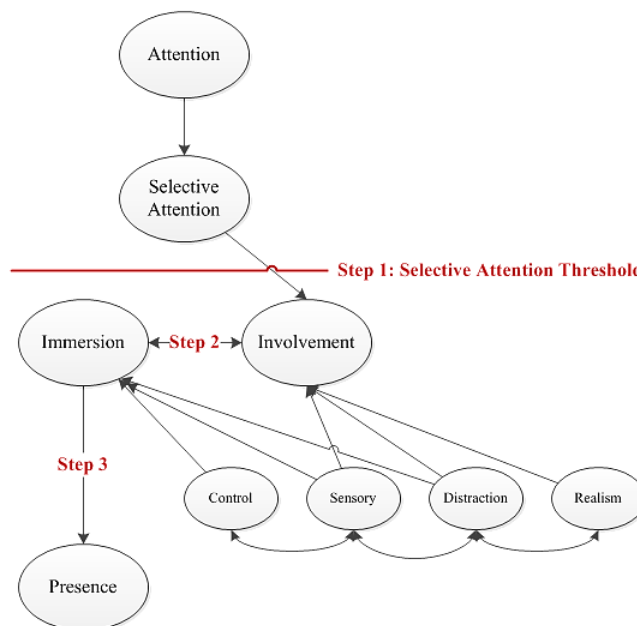 Attention
Selective
Attention
Step 1: Selective Attention Threshold
Immersion
Step 2
Involvement
Step 3
Control
Sensory
Distraction
Realism
Presence